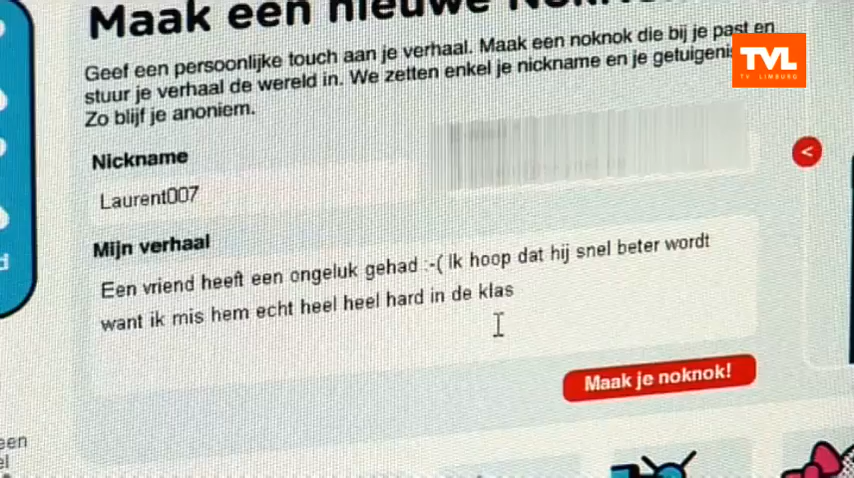 Maak een nieuwe
Geef een persoonlijke touch aan je verhaal. Maak een noknok die bij je past en
stuur je verhaal de wereld in. We zetten enkel je nickname en je
Zo blijf je anoniem.
TVL
TV LIMBURG
Nickname
<
Laurent007
Mijn verhaal
Een vriend heeft een ongeluk gehad :-( Ik hoop dat hij snel beter wordt
want ik mis hem echt heel heel hard in de klas
Maak je noknok!
een